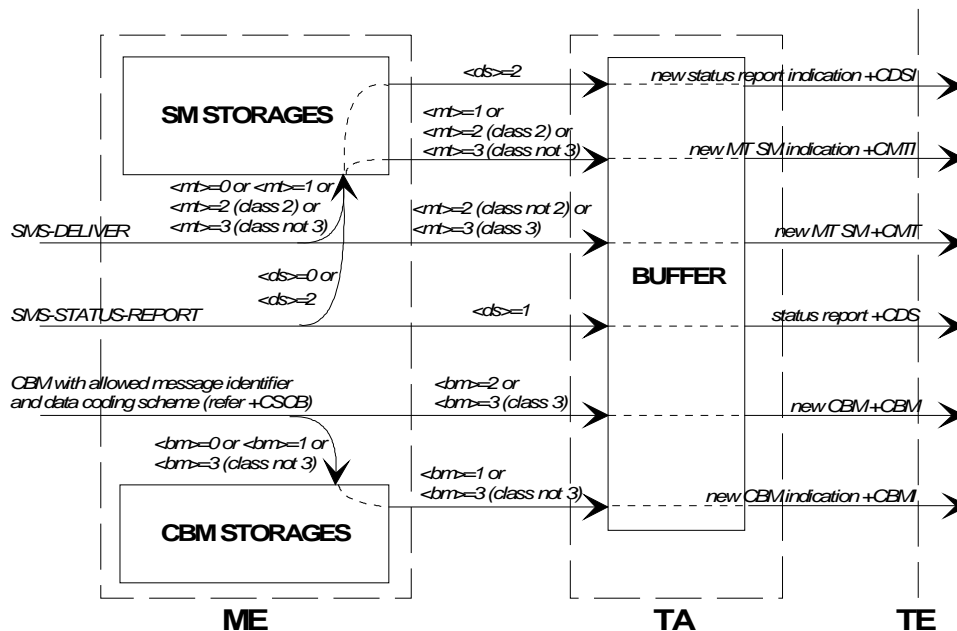 <ds>=2
new status report indication +CDSI
SM STORAGES
<mt>=1 or
<mt>=2 (class 2) or
<mt>=3 (class not 3)
new MT SM indication +CMTI
<mt>=0 or <mt>=1 or
<mt>=2 (class 2) or
<mt>=3 (class not 3)
<mt>=2 (class not 2) or
<mt>=3 (class 3)
SMS-DELIVER
new MT SM +CMT
BUFFER
<ds>=0 or
<ds>=2
SMS-STATUS-REPORT
<ds>=1
status report +CDS
CBM with allowed message identifier
and data coding scheme (refer +CSCB)
<bm>=2 or
<bm>=3 (class 3)
new CBM +CBM
<bm>=0 or <bm>=1 or
<bm>=3 (class not 3)
<bm>=1 or
<bm>=3 (class not 3)
new CBM indication +CBMI
CBM STORAGES
ME
TA
TE